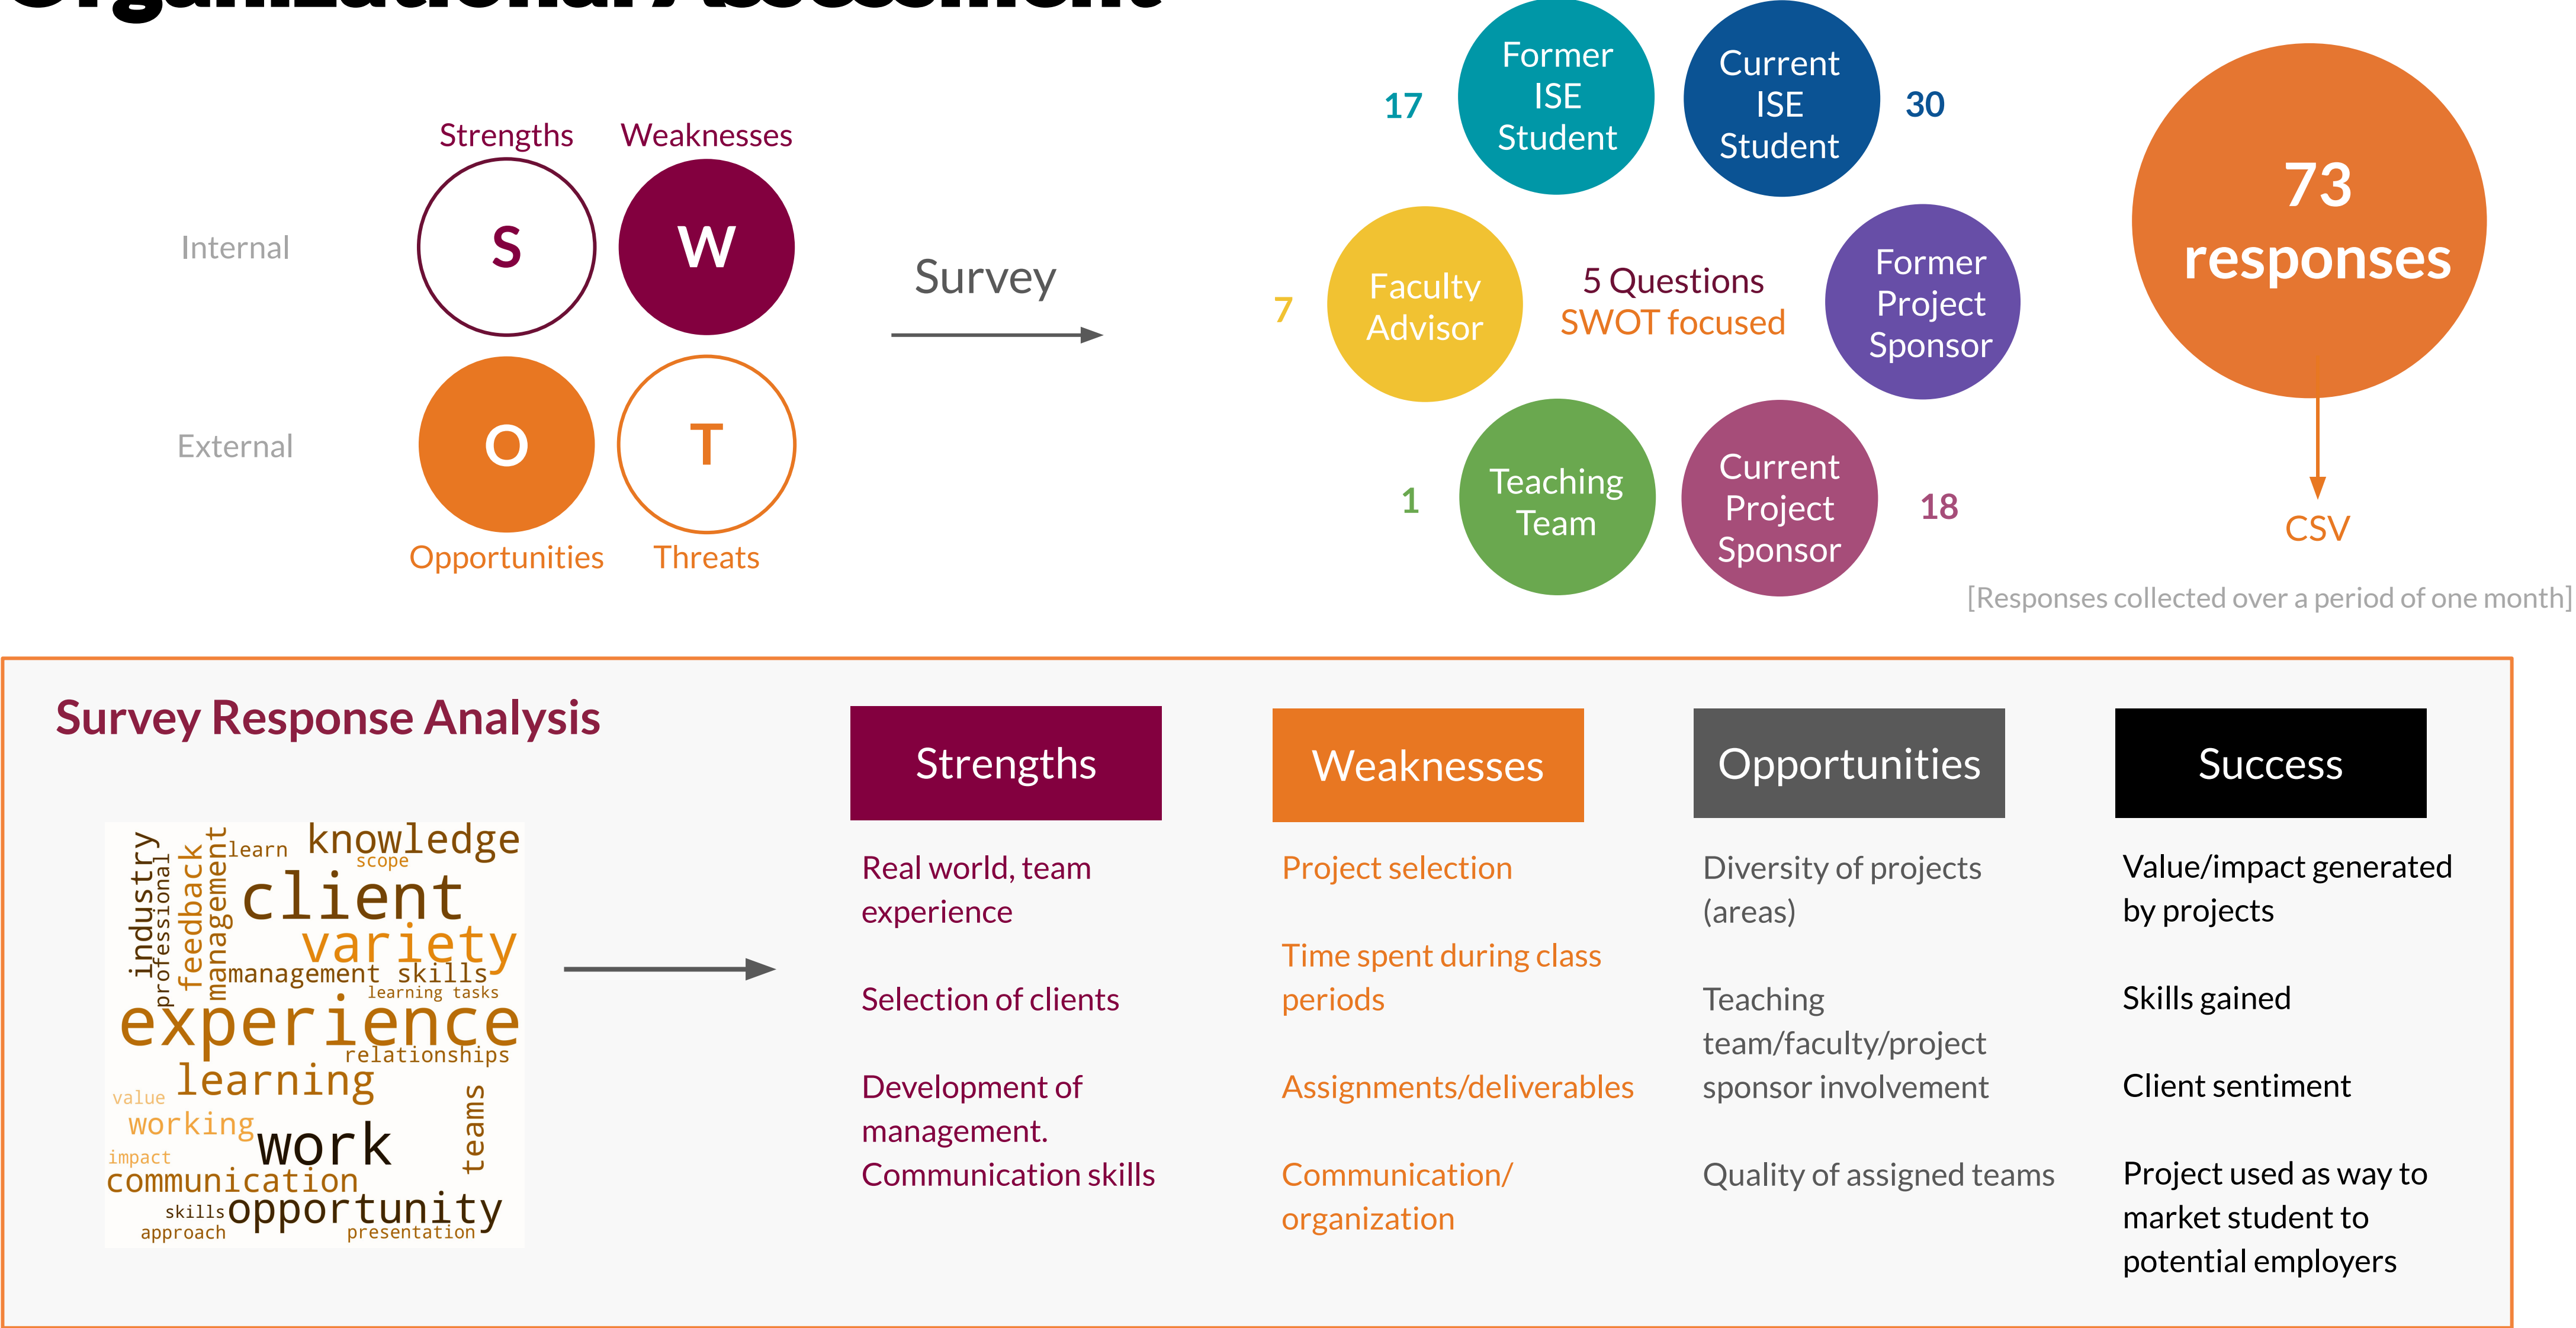 Organizational Assessment
Strengths
Weaknesses
Internal
S
W
External
O
T
Opportunities
Threats
Survey
17
Former
ISE
Student
Current
ISE
Student
30
7
Faculty
Advisor
5 Questions
SWOT focused
Former
Project
Sponsor
1
Teaching
Team
Current
Project
Sponsor
18
73
responses
CSV
[Responses collected over a period of one month]
Survey Response Analysis
industry
professional
feedback
management
learn
knowledge
scope
client
variety
management skills
learning tasks
experience
relationships
learning
value
working
work
teams
impact
communication
skills
opportunity
approach
presentation
Strengths
Real world, team
experience
Selection of clients
Development of
management.
Communication skills
Weaknesses
Project selection
Time spent during class
periods
Assignments/deliverables
Communication/
organization
Opportunities
Diversity of projects
(areas)
Teaching
team/faculty/project
sponsor involvement
Quality of assigned teams
Success
Value/impact generated
by projects
Skills gained
Client sentiment
Project used as way to
market student to
potential employers